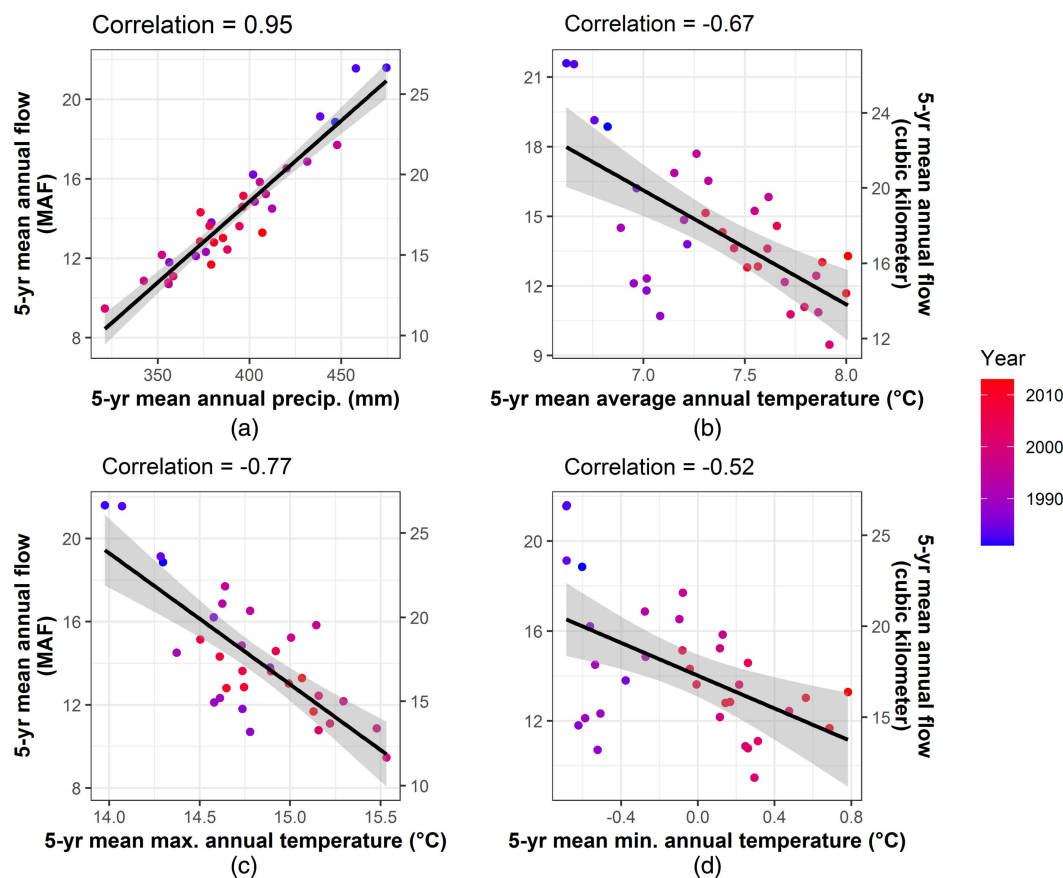 Correlation = 0.95
5-yr mean annual flow
(MAF)
20
16
12
8
25
20
15
10
350
400
450
5-yr mean annual precip. (mm)
(a)
Correlation = -0.67
21
18
15
12
9
24
20
16
12
5-yr mean annual flow
(cubic kilometer)
7.0
7.5
8.0
5-yr mean average annual temperature (°C)
(b)
Correlation = -0.77
5-yr mean annual flow
(MAF)
20
16
12
8
25
20
15
10
14.0
14.5
15.0
15.5
5-yr mean max. annual temperature (°C)
(c)
Correlation = -0.52
20
16
12
25
20
15
5-yr mean annual flow
(cubic kilometer)
-0.4
0.0
0.4
0.8
5-yr mean min. annual temperature (°C)
(d)
Year
2010
2000
1990